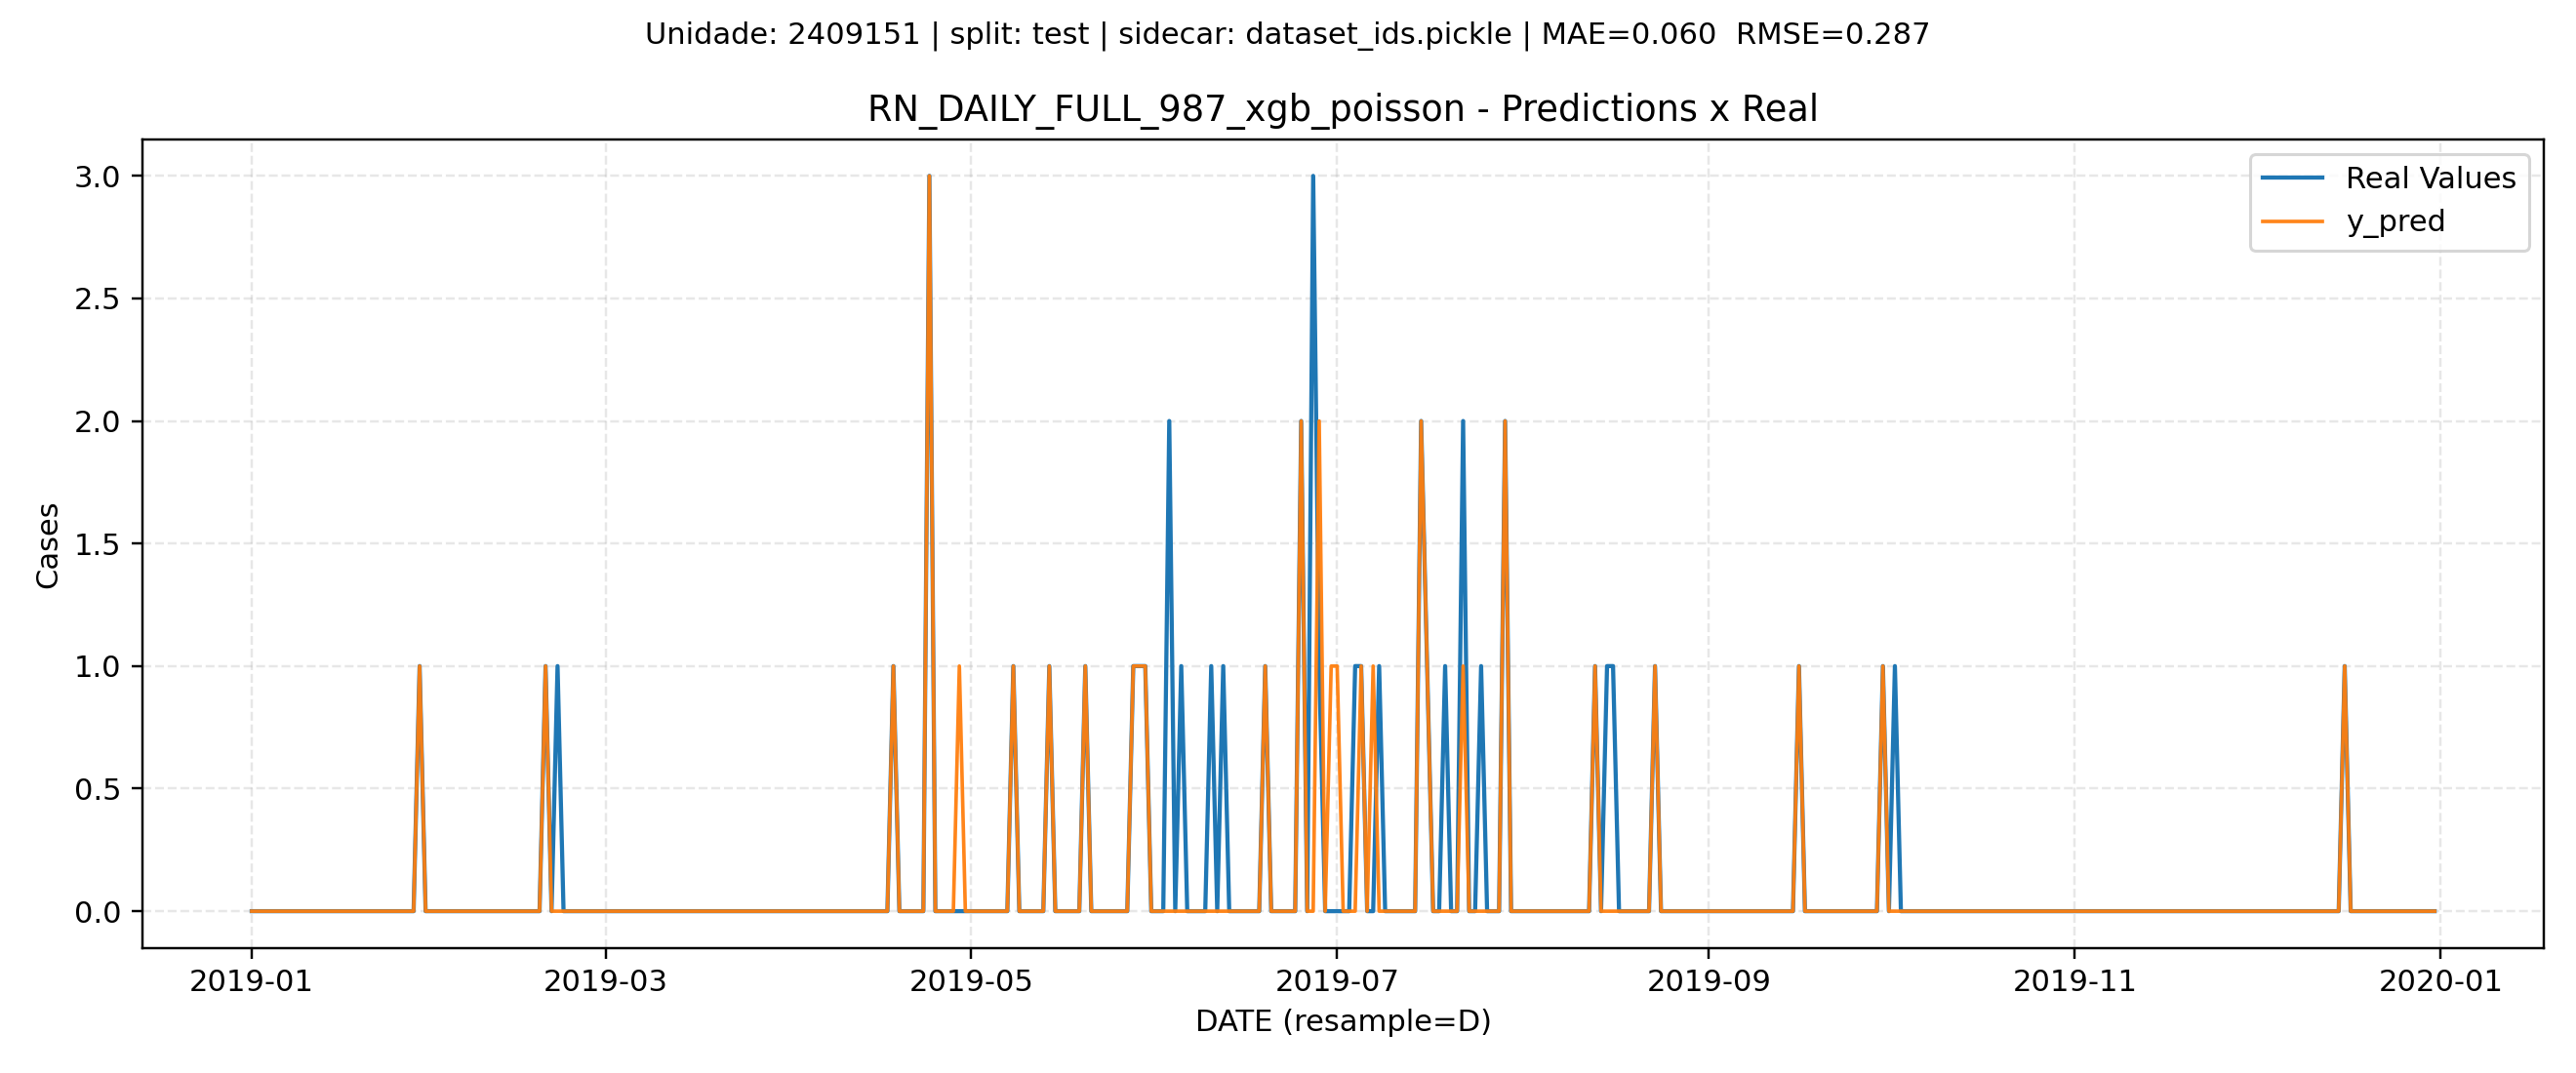 Unidade: 2409151 | split: test | sidecar: dataset_ids.pickle | MAE=0.060  RMSE=0.287
RN_DAILY_FULL_987_xgb_poisson - Predictions x Real
Real Values
y_pred
3.0
2.5
2.0
1.5
1.0
0.5
0.0
Cases
2019-01 2019-03 2019-05 2019-07 2019-09 2019-11 2020-01
DATE (resample=D)